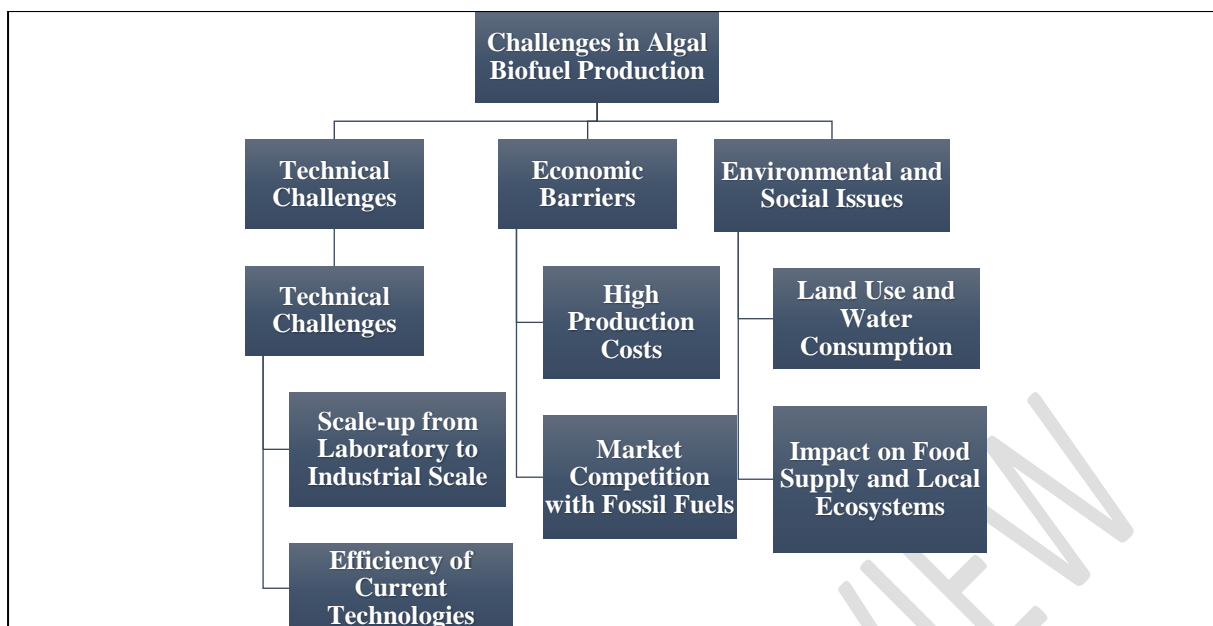 Challenges in Algal
Biofuel Production
Technical
Challenges
Economic
Barriers
Environmental and
Social Issues
Technical
Challenges
High
Production
Costs
Land Use and
Water
Consumption
Scale-up from
Laboratory to
Industrial Scale
Market
Competition
with Fossil Fuels
Impact on Food
Supply and Local
Ecosystems
Efficiency of
Current
Technologies
VIEW